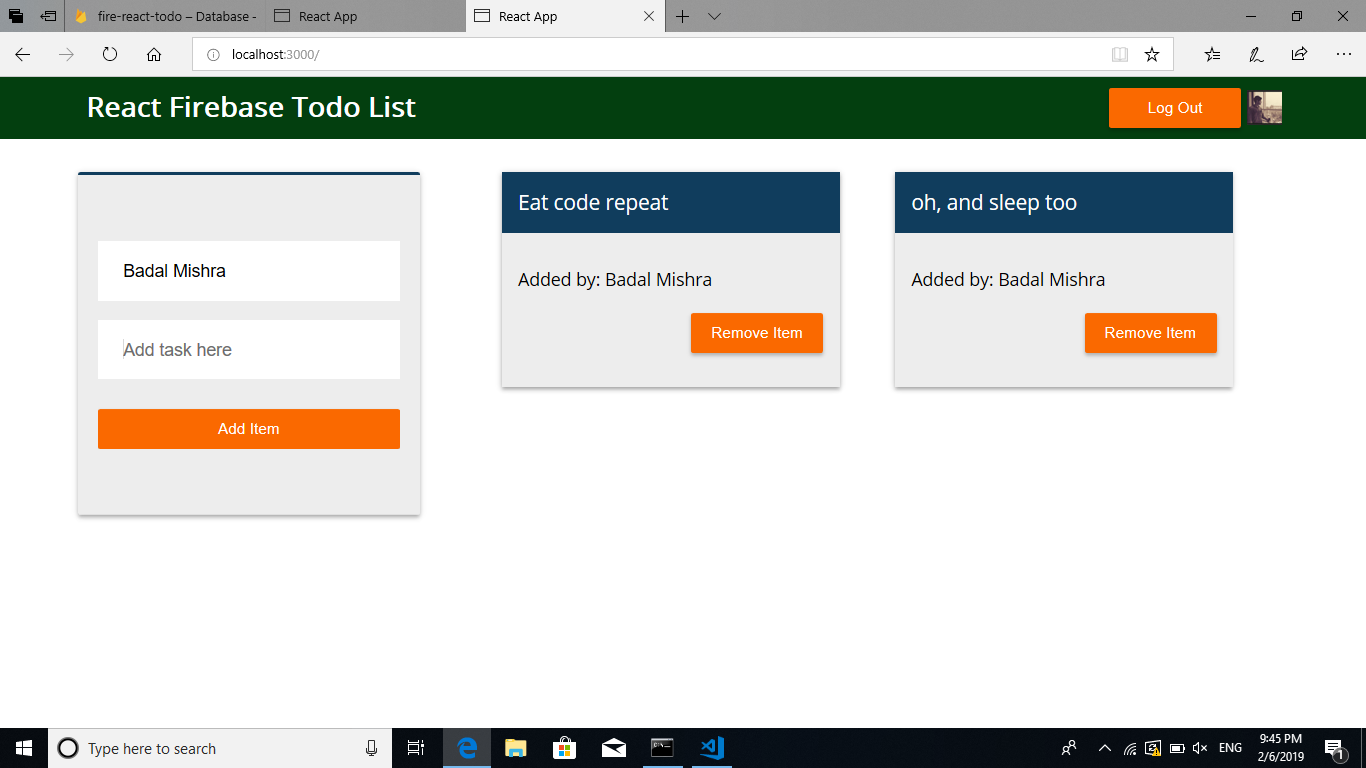 fire-react-todo – Database -
React App
React App
localhost:3000/
React Firebase Todo List
Log Out
Badal Mishra
Add task here
Add Item
Eat code repeat
Added by: Badal Mishra
Remove Item
oh, and sleep too
Added by: Badal Mishra
Remove Item
Type here to search
ENG
9:45 PM
2/6/2019
1